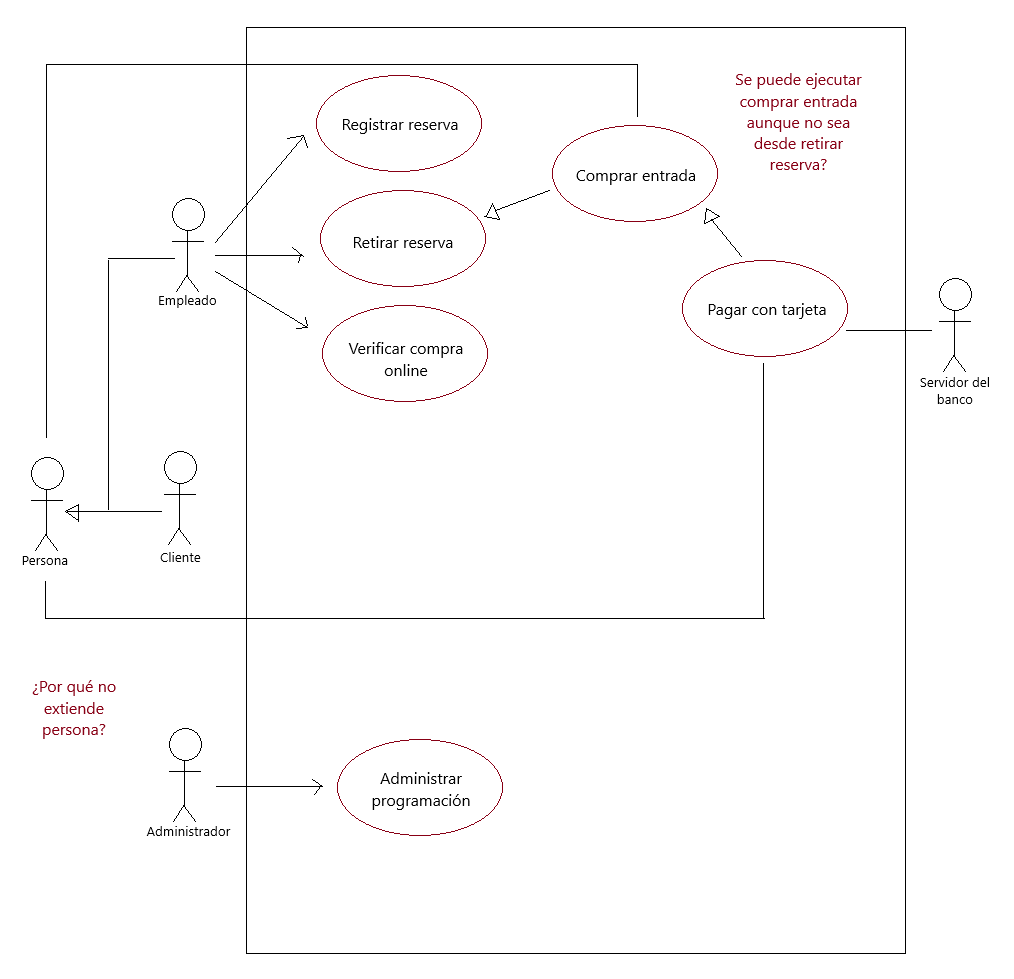 Se puede ejecutar
comprar entrada
aunque no sea
desde retirar
reserva?
Registrar reserva
Comprar entrada
Retirar reserva
Empleado
Pagar con tarjeta
Verificar compra
online
Servidor del
banco
Persona
Cliente
¿Por qué no
extiende
persona?
Administrar
programación
Administrador